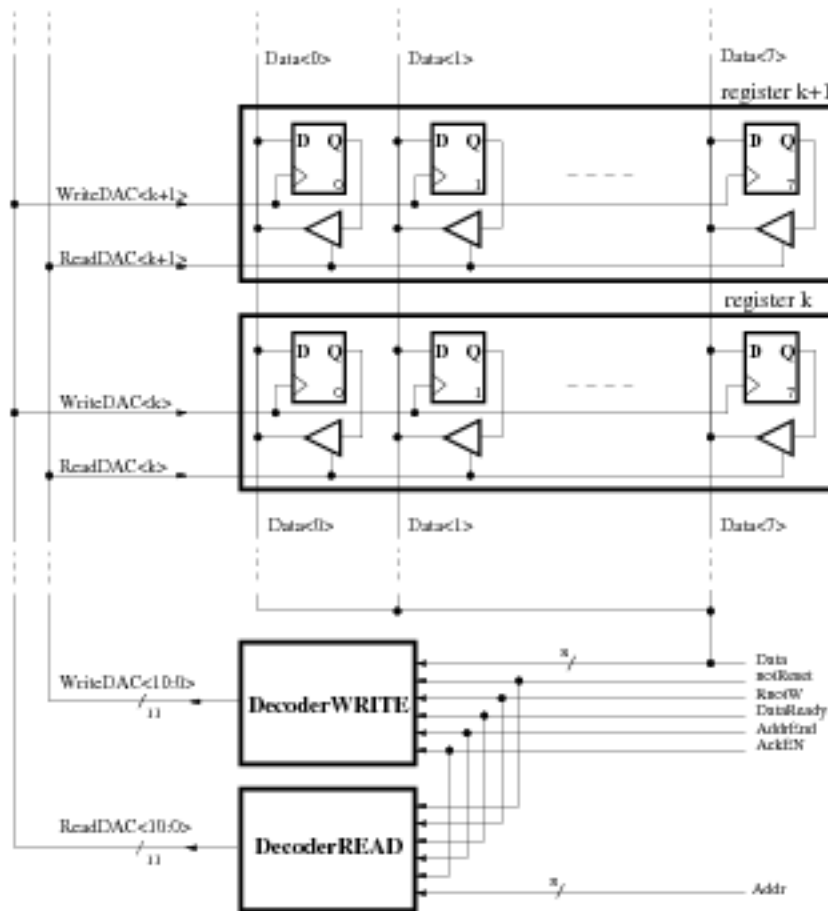 Data<0> Data<1> Data<7>
register k+1
D Q D Q D Q
0 1 7
WriteDAC<k+1>
ReadDAC<k+1>
register k
D Q D Q D Q
0 1 7
WriteDAC<k>
ReadDAC<k>
Data<0> Data<1> Data<7>
8 Data
notReset
WriteDAC<10:0> RnotW
11 DecoderWRITE DataReady
AddrEnd
AckEN
ReadDAC<10:0>
11 DecoderREAD
8 Addr